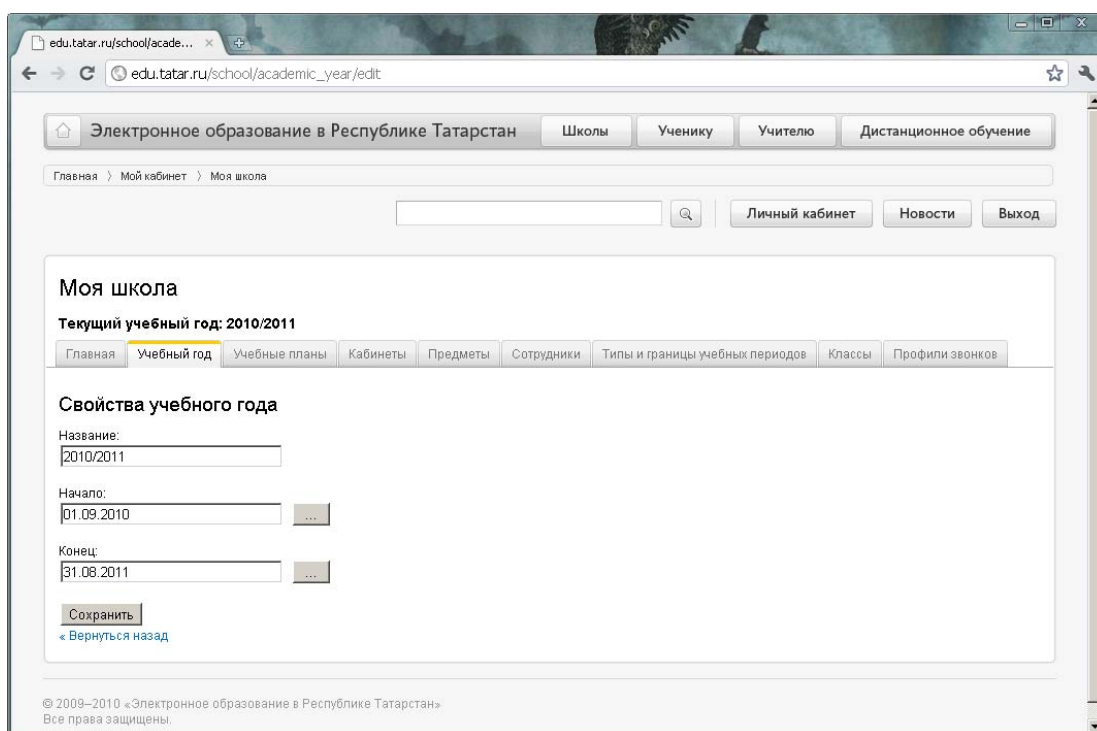 edu.tatar.ru/school/acade...
edu.tatar.ru/school/academic_year/edit
Электронное образование в Республике Татарстан Школы Ученику Учителю Дистанционное обучение
Главная 〉 Мой кабинет 〉 Моя школа
Личный кабинет Новости Выход
Моя школа
Текущий учебный год: 2010/2011
Главная Учебный год Учебные планы Кабинеты Предметы Сотрудники Типы и границы учебных периодов Классы Профили звонков
Свойства учебного года
Название:
2010/2011
Начало:
01.09.2010 ...
Конец:
31.08.2011 ...
Сохранить
« Вернуться назад
© 2009–2010 «Электронное образование в Республике Татарстан»
Все права защищены.